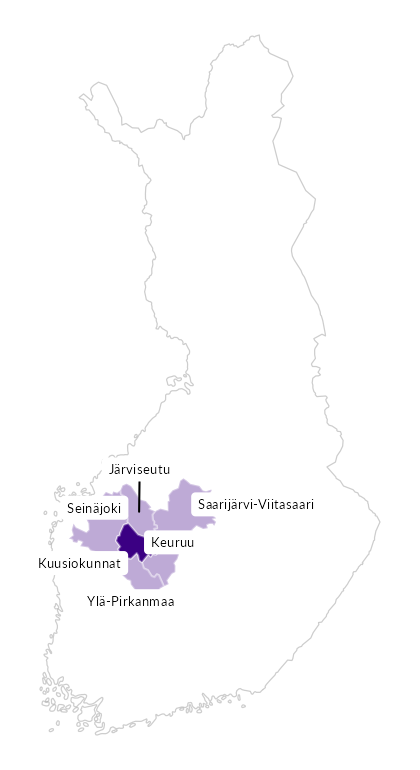 Järviseutu
Saarijärvi-Viitasaari
Seinäjoki
Keuruu
Kuusiokunnat
Ylä-Pirkanmaa